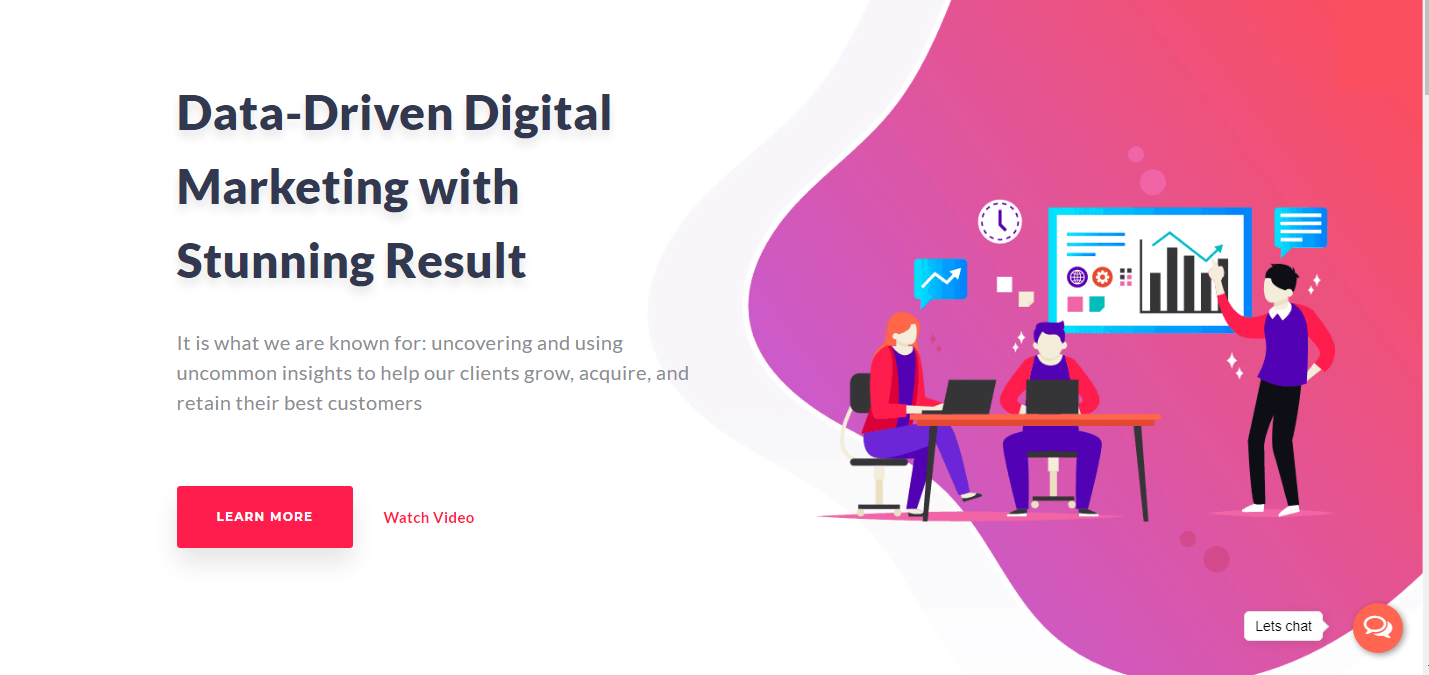 Data-Driven Digital
Marketing with
Stunning Result
It is what we are known for: uncovering and using
uncommon insights to help our clients grow, acquire, and
retain their best customers
LEARN MORE
Watch Video
Lets chat